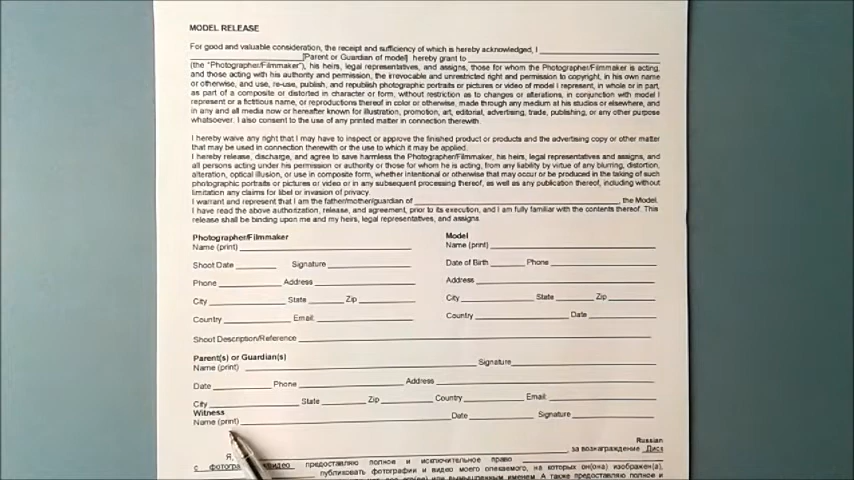 MODEL RELEASE
For good and valuable consideration, the receipt and sufficiency of which is hereby acknowledged, I
[Parent or Guardian of model] hereby grant to
(the "Photographer/Filmmaker"), his heirs, legal representatives, and assigns, those for whom the Photographer/Filmmaker is acting,
and those acting with his authority and permission, the irrevocable and unrestricted right and permission to copyright, in his own name
or otherwise, and use, re-use, publish, and republish photographic portraits or pictures or video of model I represent, in whole or in part,
as part of a composite or distorted in character or form, without restriction as to changes or alterations, in conjunction with model I
represent or a fictitious name, or reproductions thereof in color or otherwise, made through any medium at his studios or elsewhere, and
in any and all media now or hereafter known for illustration, promotion, art, editorial, advertising, trade, publishing, or any other purpose
whatsoever. I also consent to the use of any printed matter in connection therewith.
I hereby waive any right that I may have to inspect or approve the finished product or products and the advertising copy or other matter
that may be used in connection therewith or the use to which it may be applied.
I hereby release, discharge, and agree to save harmless the Photographer/Filmmaker, his heirs, legal representatives and assigns, and
all persons acting under his permission or authority or those for whom he is acting, from any liability by virtue of any blurring, distortion,
alteration, optical illusion, or use in composite form, whether intentional or otherwise that may occur or be produced in the taking of such
photographic portraits or pictures or video or in any subsequent processing thereof, as well as any publication thereof, including without
limitation any claims for libel or invasion of privacy.
I warrant and represent that I am the father/mother/guardian of , the Model.
I have read the above authorization, release, and agreement, prior to its execution, and I am fully familiar with the contents thereof. This
release shall be binding upon me and my heirs, legal representatives, and assigns.
Photographer/Filmmaker Model
Name (print) Name (print)
Shoot Date Signature Date of Birth Phone
Phone Address Address
City State Zip City State Zip
Country Email: Country Date
Shoot Description/Reference
Parent(s) or Guardian(s)
Name (print) Signature
Date Phone Address
City State Zip Country Email:
Witness
Name (print) Date Signature
Russian
Я, за вознаграждение
с предоставляю полное и исключительное право
публиковать фотографии и видео моего опекаемого, на которых он(она) изображен(а),
А также предоставляю полное и